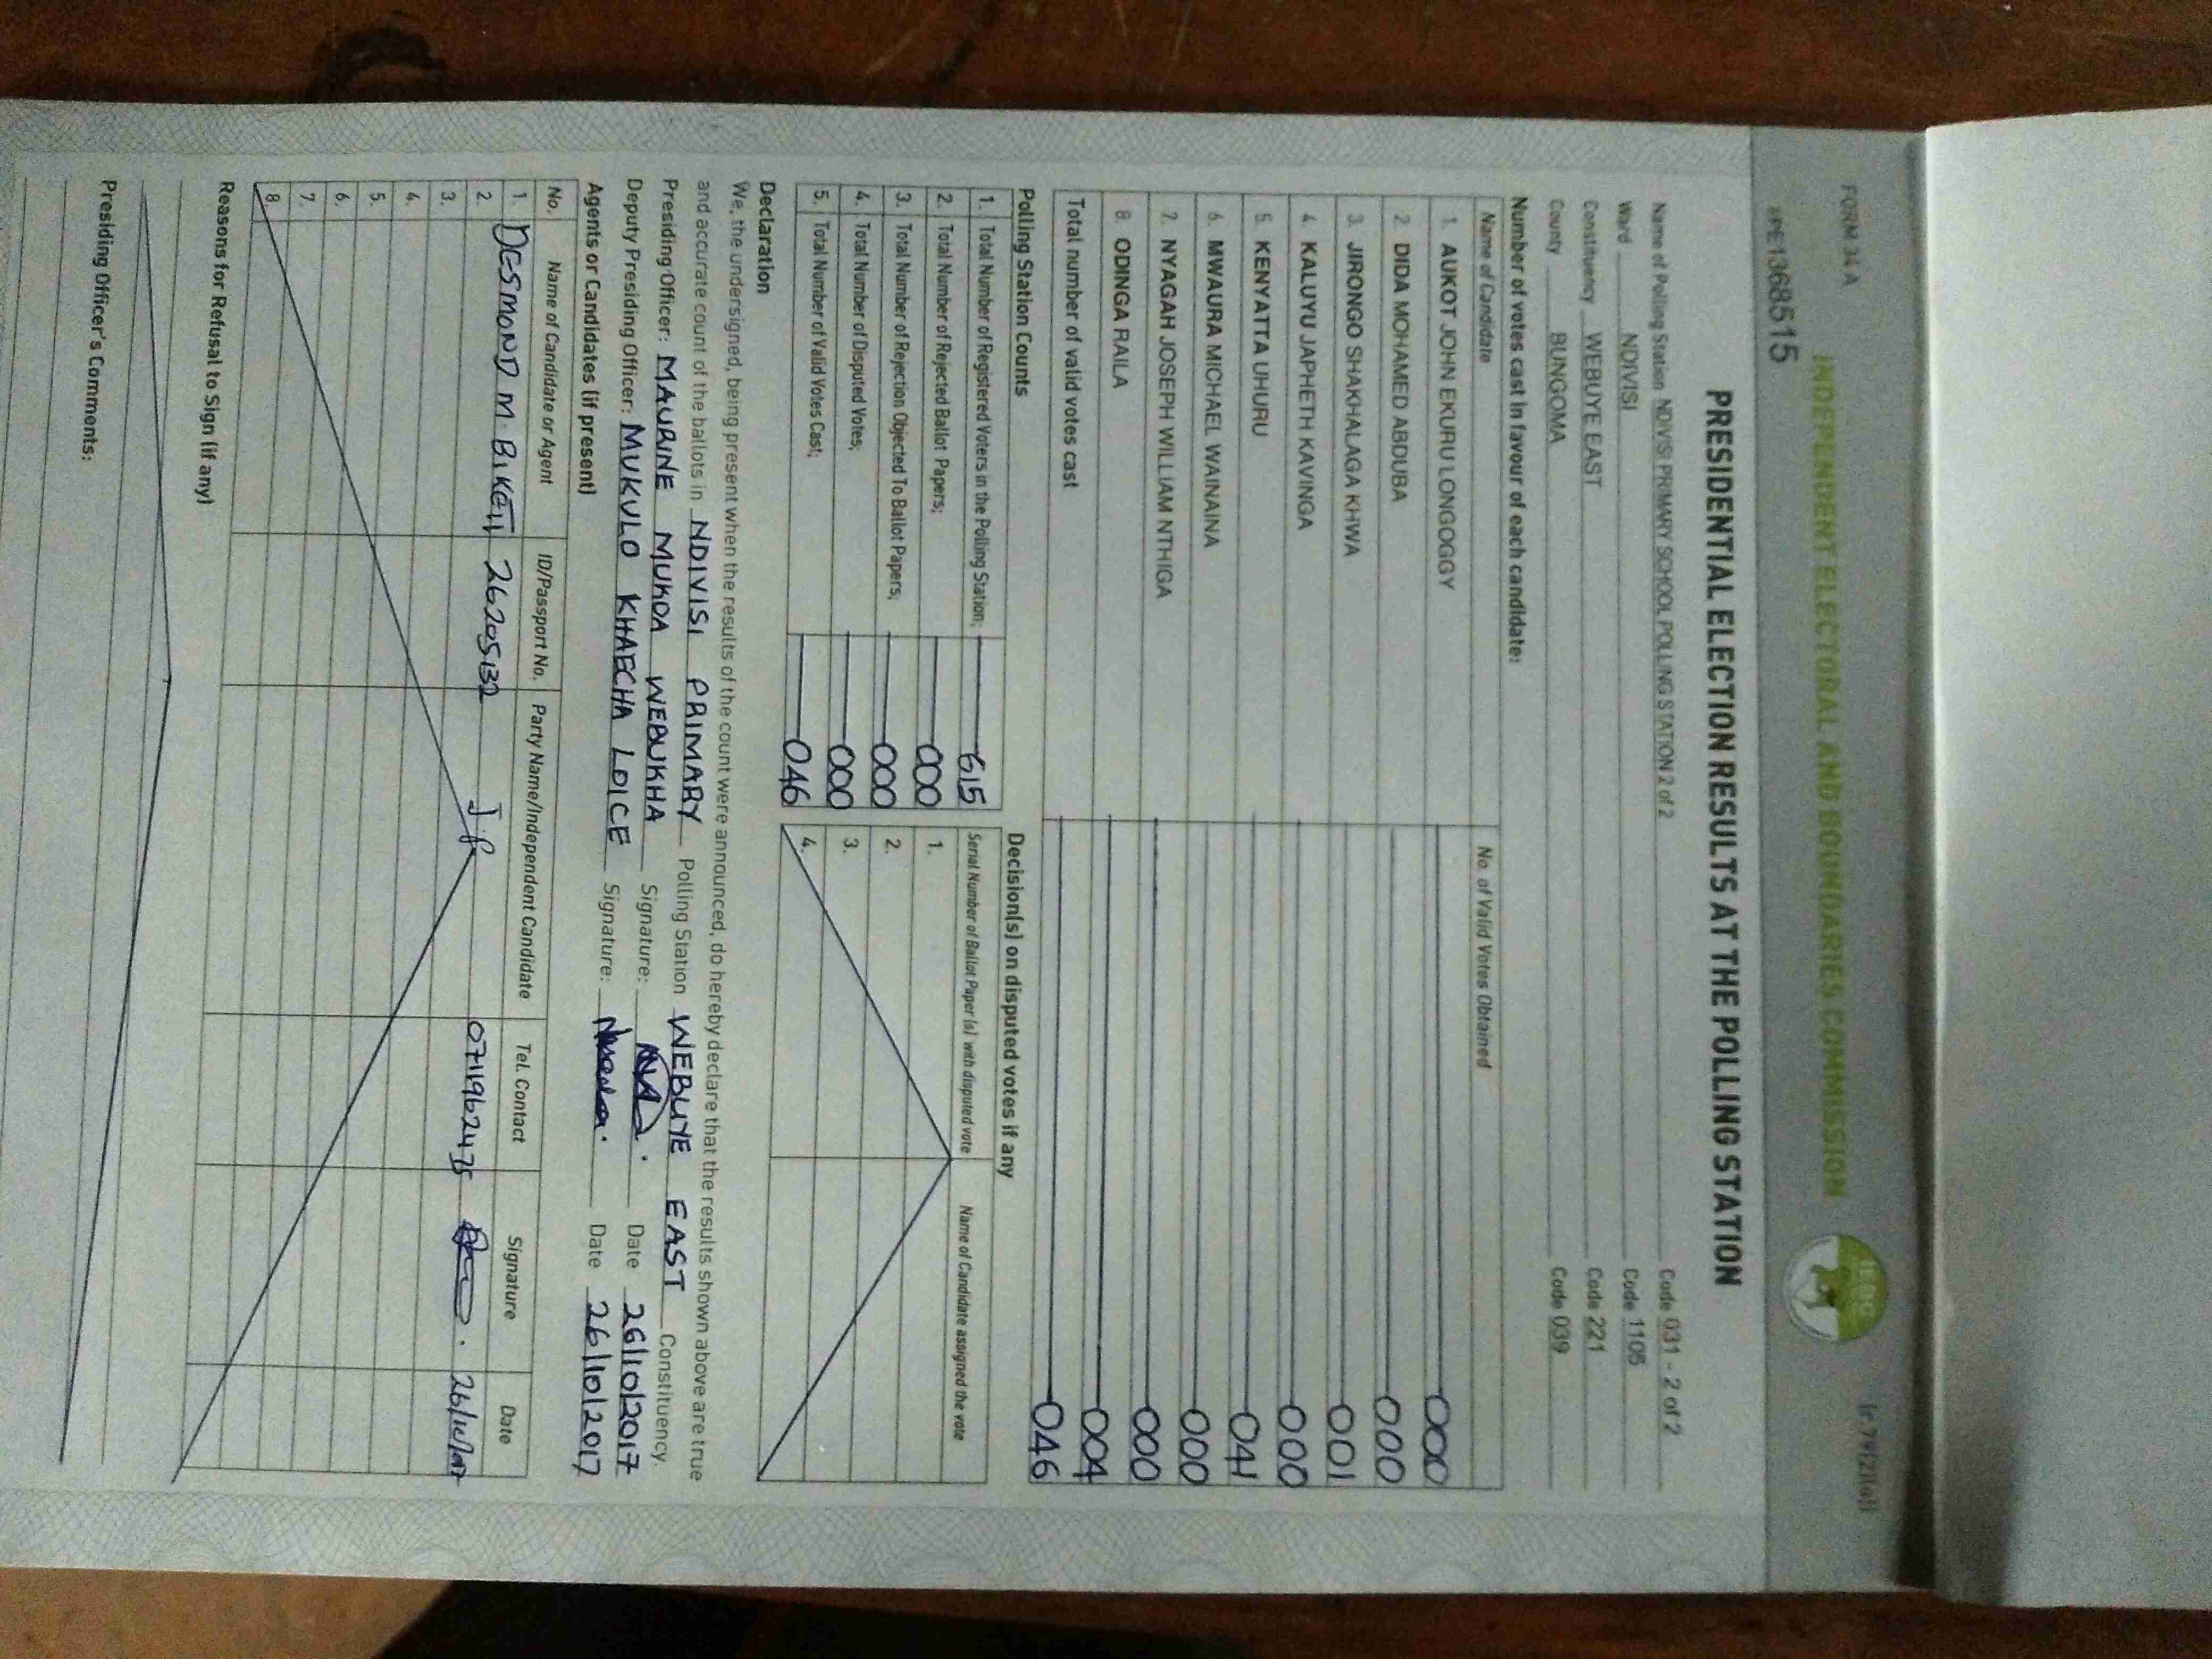 FORM 34 A
INDEPENDENT ELECTORAL AND BOUNDARIES COMMISSION
IEBC
PE1368515
PRESIDENTIAL ELECTION RESULTS AT THE POLLING STATION
Name of Polling Station NDIVISI PRIMARY SCHOOL POLLING STATION 2 of 2 Code 031 - 2 of 2
Ward NDIVISI Code 1106
Constituency WEBUYE EAST Code 221
County BUNGOMA Code 039
Number of votes cast in favour of each candidate:
Name of Candidate No. of Valid Votes Obtained
1. AUKOT JOHN EKURU LONGOGGY 000
2. DIDA MOHAMED ABDUBA 000
3. JIRONGO SHAKHALAGA KHWA 001
4. KALUYU JAPHETH KAVINGA 000
5. KENYATTA UHURU 041
6. MWAURA MICHAEL WAINAINA 000
7. NYAGAH JOSEPH WILLIAM NTHIGA 000
8. ODINGA RAILA 004
Total number of valid votes cast 046
Polling Station Counts
1. Total Number of Registered Voters in the Polling Station; 615
2. Total Number of Rejected Ballot Papers; 000
3. Total Number of Rejection Objected To Ballot Papers; 000
4. Total Number of Disputed Votes; 000
5. Total Number of Valid Votes Cast; 046
Decision(s) on disputed votes if any
Serial Number of Ballot Paper (s) with disputed vote Name of Candidate assigned the vote
1.
2.
3.
4.
Declaration
We, the undersigned, being present when the results of the count were announced, do hereby declare that the results shown above are true
and accurate count of the ballots in NDIVISI PRIMARY Polling Station WEBUYE EAST Constituency.
Presiding Officer: MAURINE MUKOA WEBUKHA Signature: Date 26/10/2017
Deputy Presiding Officer: MUKULO KHAECHA LOICE Signature: Date 26/10/2017
Agents or Candidates (if present)
No. Name of Candidate or Agent ID/Passport No. Party Name/Independent Candidate Tel. Contact Signature Date
1. DESMOND M. BIKETI 26205132 J.P 0711962475 26/10/017
2.
3.
4.
5.
6.
7.
8.
Reasons for Refusal to Sign (if any)
Presiding Officer's Comments: